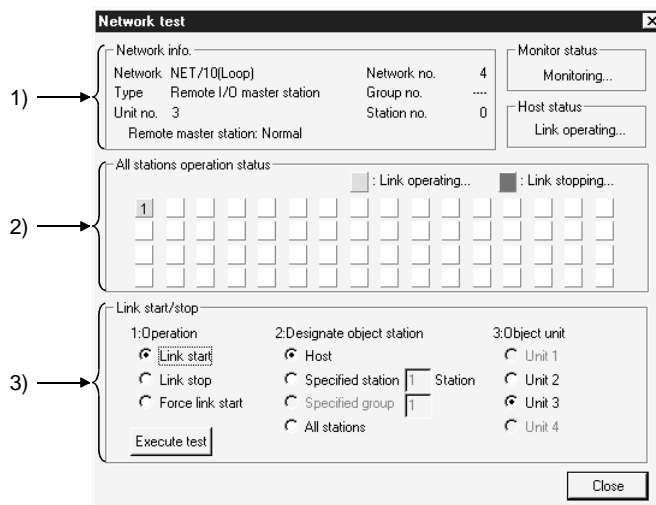 Network test
Network info.
Network NET/10(Loop) Network no. 4
Type Remote I/O master station Group no. ----
Unit no. 3 Station no. 0
Remote master station: Normal
Monitor status
Monitoring...
Host status
Link operating...
1)
All stations operation status
: Link operating... : Link stopping...
1
2)
Link start/stop
1:Operation 2:Designate object station 3:Object unit
Link start Host Unit 1
Link stop Specified station 1 Station Unit 2
Force link start Specified group 1 Unit 3
All stations Unit 4
Execute test
3)
Close